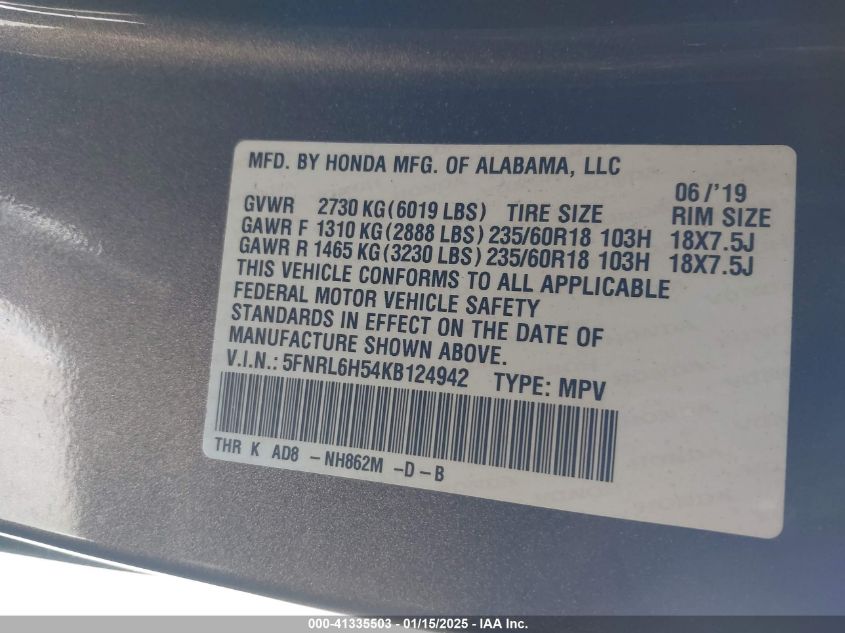 MFD. BY HONDA MFG. OF ALABAMA, LLC
06/'19
GVWR 2730 KG(6019 LBS) TIRE SIZE RIM SIZE
GAWR F 1310 KG(2888 LBS) 235/60R18 103H 18X7.5J
GAWR R 1465 KG(3230 LBS) 235/60R18 103H 18X7.5J
THIS VEHICLE CONFORMS TO ALL APPLICABLE
FEDERAL MOTOR VEHICLE SAFETY
STANDARDS IN EFFECT ON THE DATE OF
MANUFACTURE SHOWN ABOVE.
V.I.N.: 5FNRL6H54KB124942 TYPE: MPV
THR K AD8 -NH862M -D-B
000-41335503 - 01/15/2025 - IAA Inc.